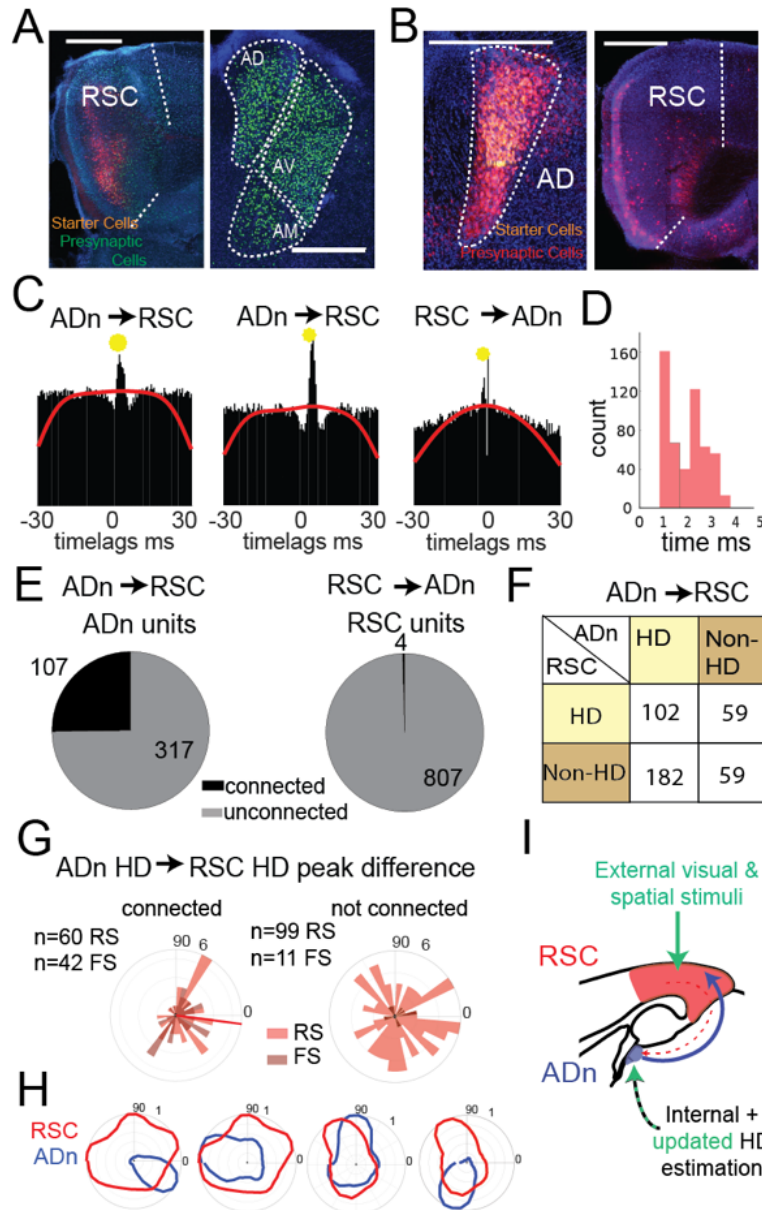 A
RSC
Starter Cells
Presynaptic
Cells
AD
AV
AM
B
AD
Starter Cells
Presynaptic Cells
RSC
C
ADn → RSC
ADn → RSC
RSC → ADn
-30 0 30
timelags ms
-30 0 30
timelags ms
-30 0 30
timelags ms
D
count
160
120
80
40
0
1 2 3 4 5
time ms
E
ADn → RSC
ADn units
107
317
RSC → ADn
RSC units
4
807
connected
unconnected
F
ADn → RSC
ADn
RSC
HD
Non-
HD
HD
102
59
Non-HD
182
59
G
ADn HD → RSC HD peak difference
connected
n=60 RS
n=42 FS
90 6
0
not connected
n=99 RS
n=11 FS
90 6
0
RS
FS
H
RSC
ADn
90 1
0
90 1
0
90 1
0
90 1
0
I
External visual &
spatial stimuli
RSC
ADn
Internal +
updated HD
estimation